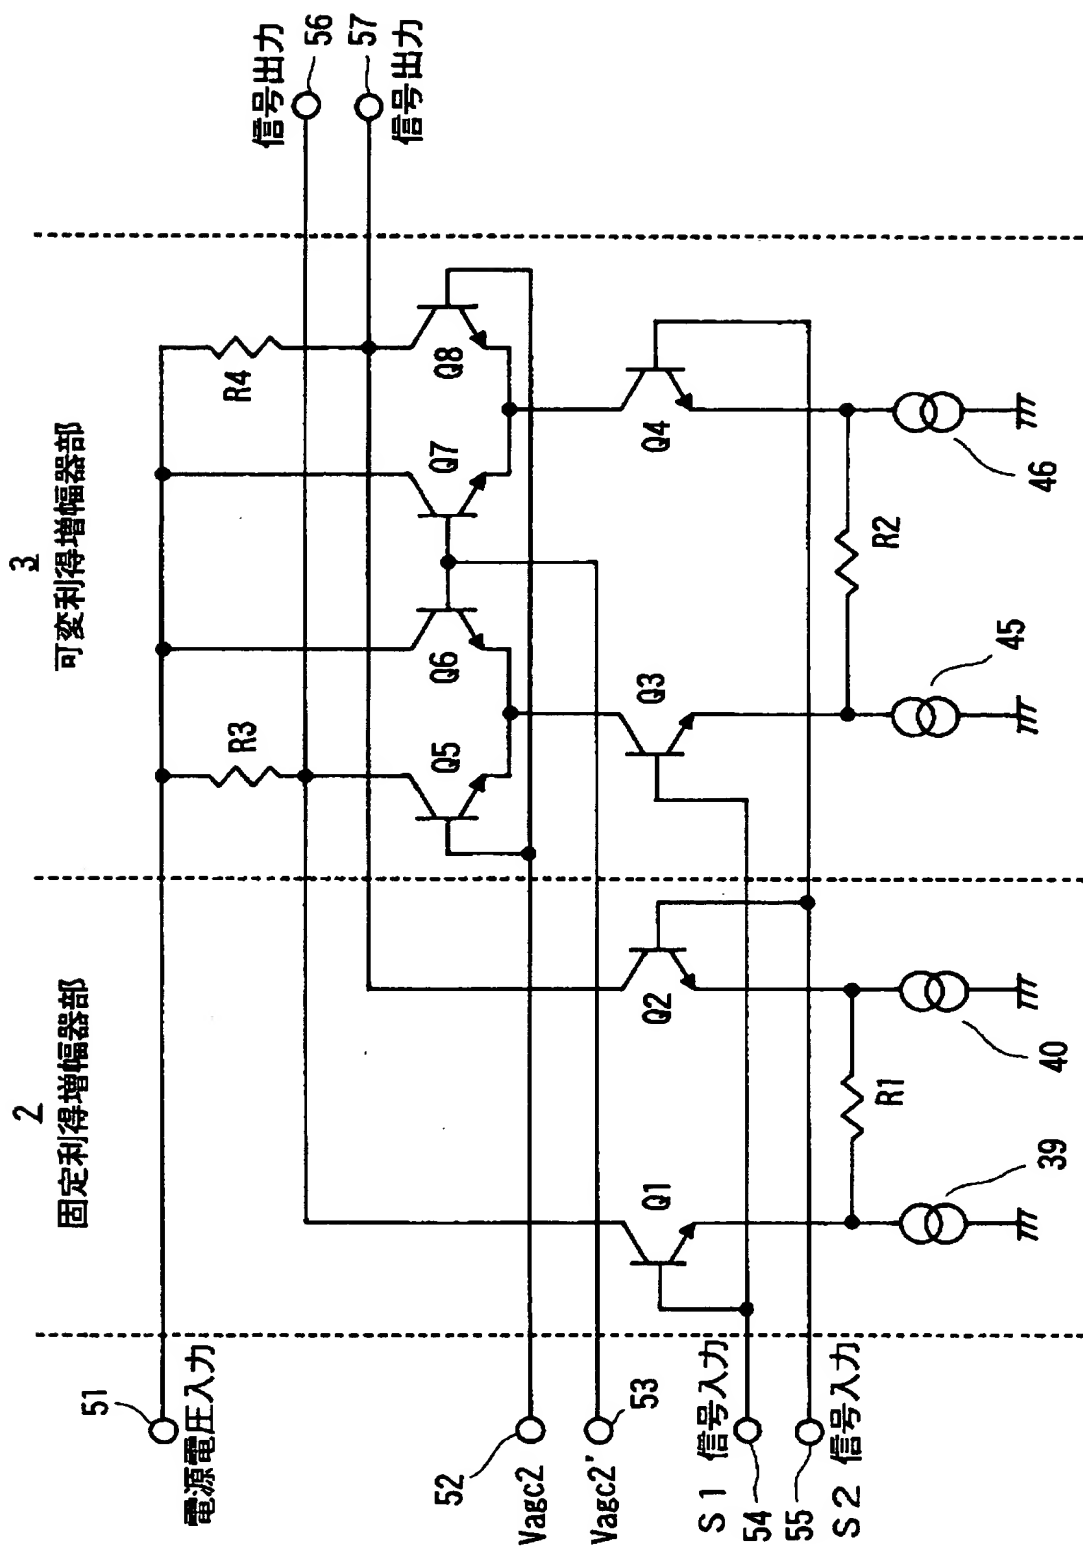 2
固定利得増幅器部
3
可変利得増幅器部
51
電源電圧入力
信号出力
56
57
信号出力
R3
R4
Q5
Q6
Q7
Q8
52
Vagc2
53
Vagc2'
Q1
Q2
Q3
Q4
S1 信号入力
54
55
S2 信号入力
R1
R2
39
40
45
46